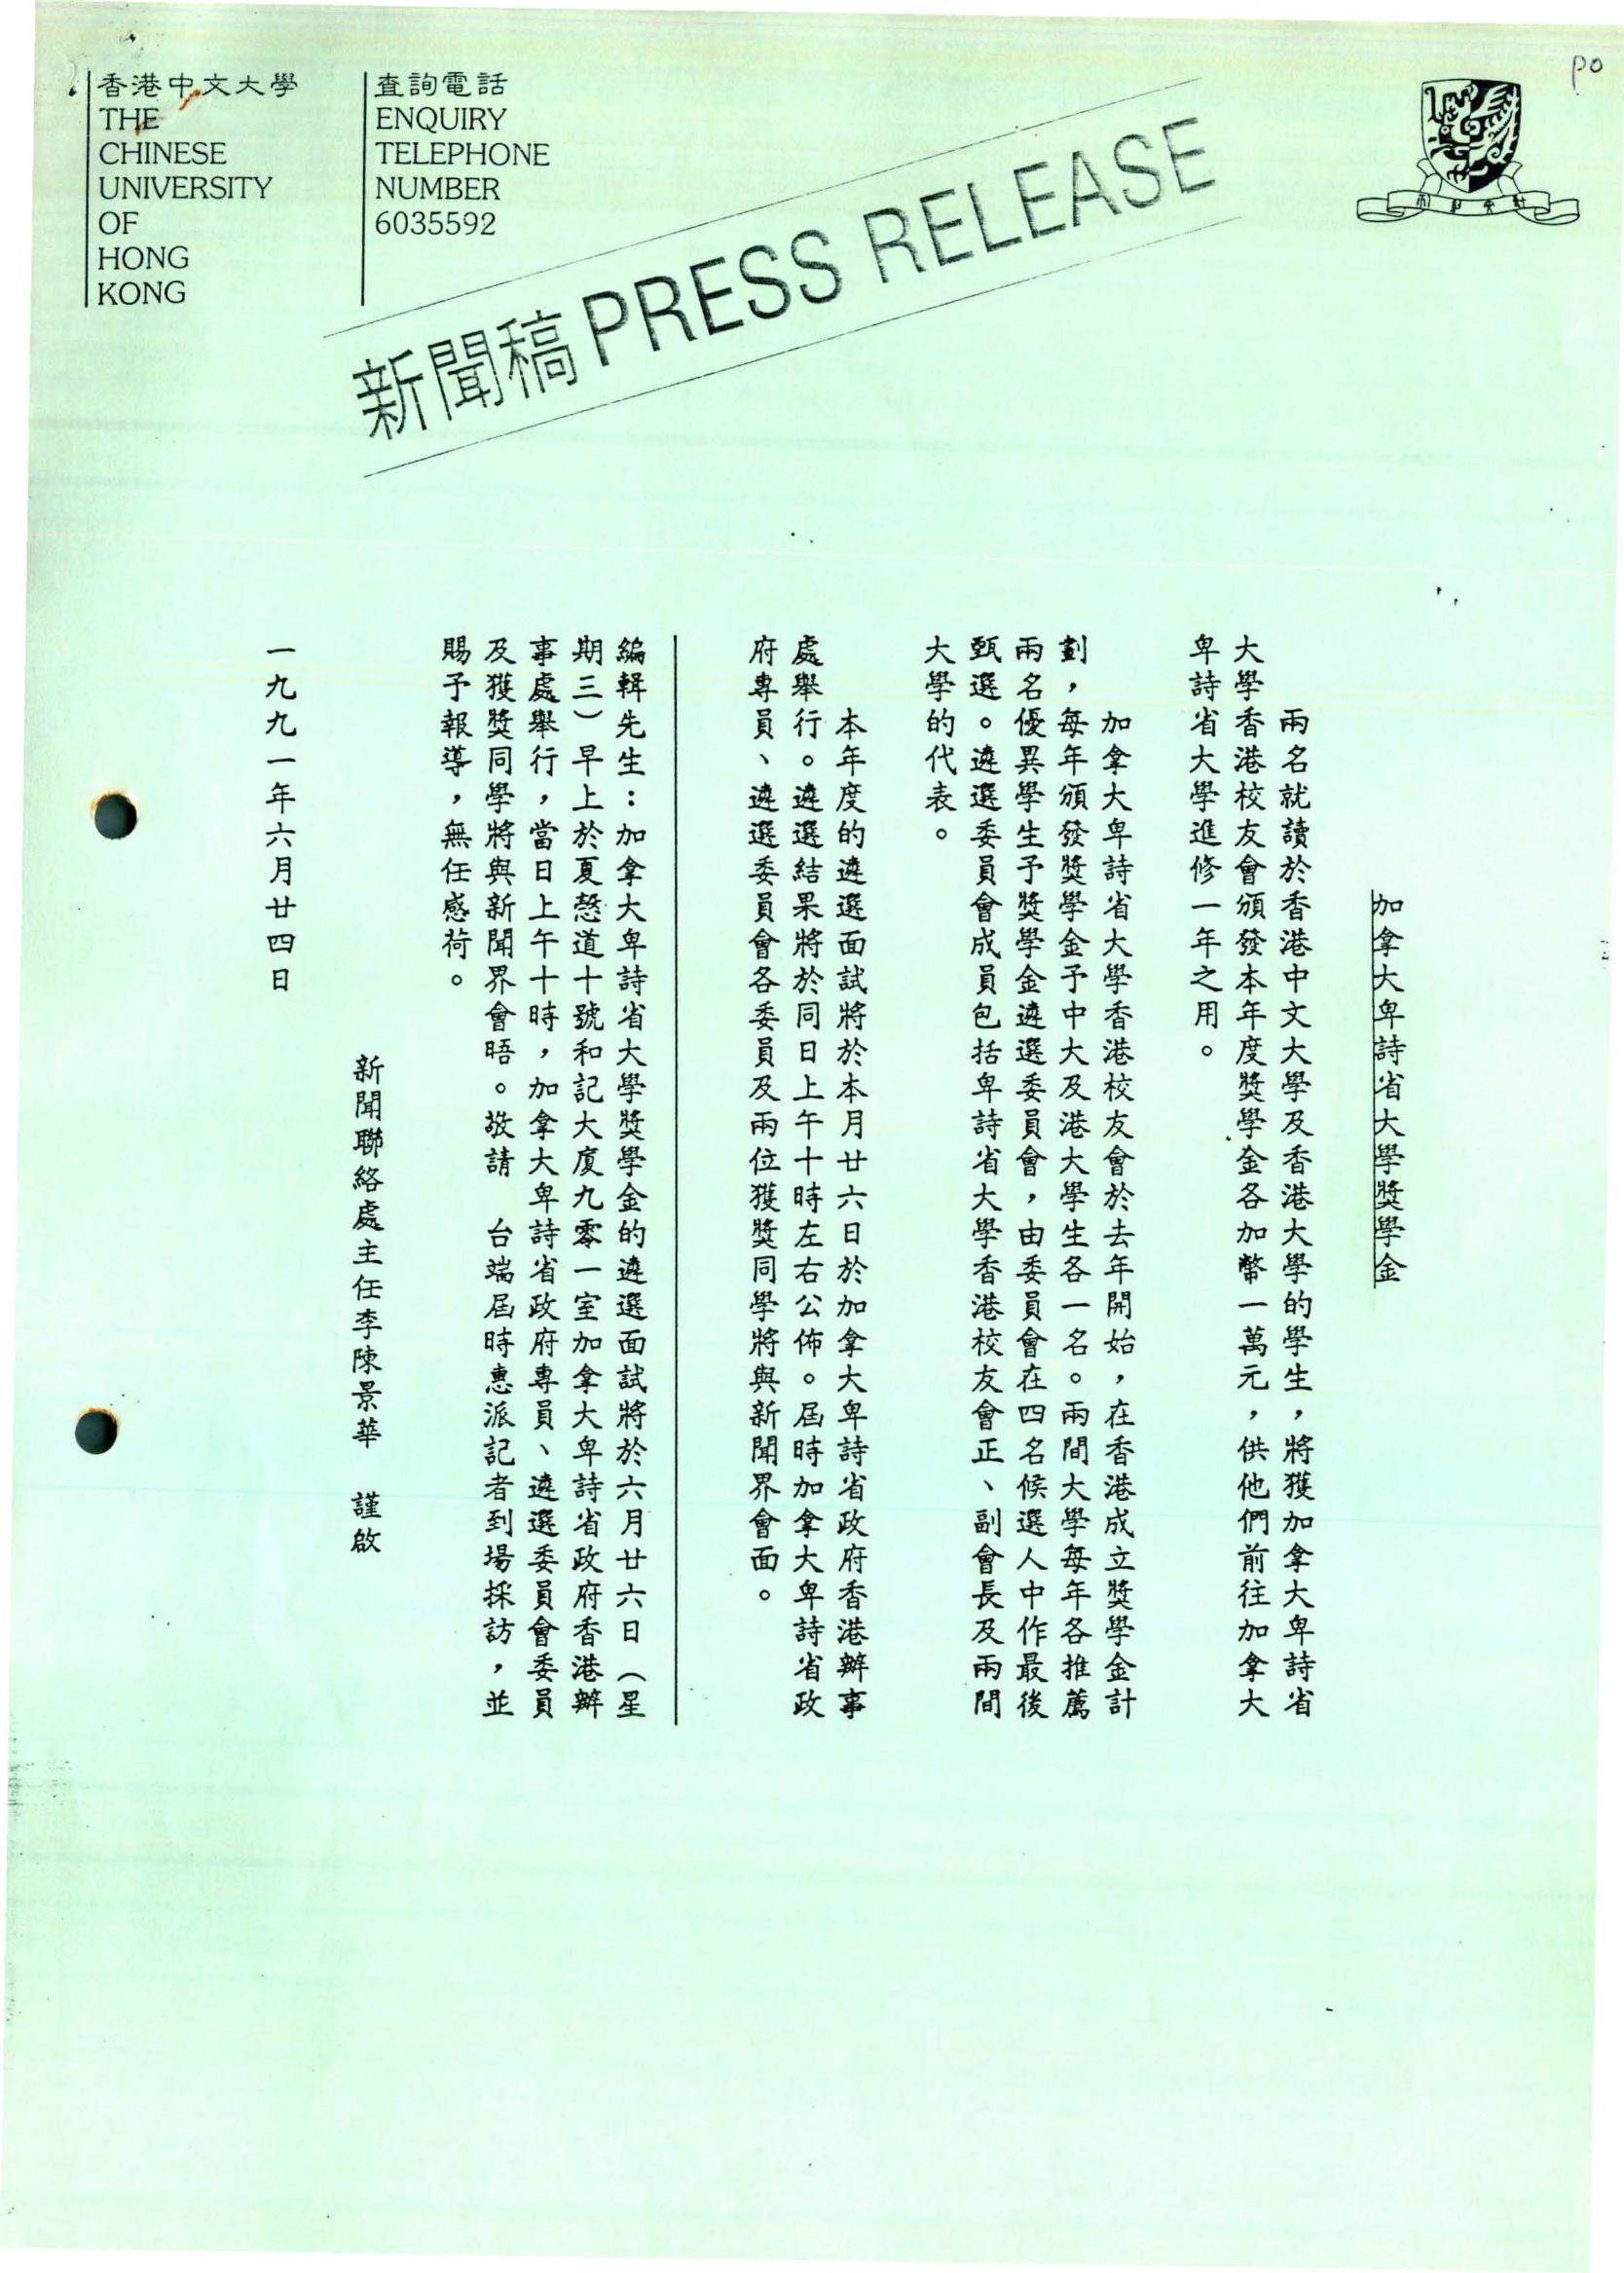 香港中文大學
THE
CHINESE
UNIVERSITY
OF
HONG
KONG
查詢電話
ENQUIRY
TELEPHONE
NUMBER
6035592
新聞稿 PRESS RELEASE
po
加拿大卑詩省大學獎學金
兩名就讀於香港中文大學及香港大學的學生，將獲加拿大卑詩省
大學香港校友會頒發本年度獎學金各加幣一萬元，供他們前往加拿大
卑詩省大學進修一年之用。
加拿大卑詩省大學香港校友會於去年開始，在香港成立獎學金計
劃，每年頒發獎學金予中大及港大學生各一名。兩間大學每年各推薦
兩名優異學生予獎學金遴選委員會，由委員會在四名候選人中作最後
甄選。遴選委員會成員包括卑詩省大學香港校友會正、副會長及兩間
大學的代表。
本年度的遴選面試將於本月廿六日於加拿大卑詩省政府香港辦事
處舉行。遴選結果將於同日上午十時左右公佈。屆時加拿大卑詩省政
府專員、遴選委員會各委員及兩位獲獎同學將與新聞界會面。
編輯先生：加拿大卑詩省大學獎學金的遴選面試將於六月廿六日（星
期三）早上於夏慤道十號和記大廈九零一室加拿大卑詩省政府香港辦
事處舉行，當日上午十時，加拿大卑詩省政府專員、遴選委員會委員
及獲獎同學將與新聞界會晤。敬請　台端屆時惠派記者到場採訪，並
賜予報導，無任感荷。
新聞聯絡處主任李陳景華　謹啟
一九九一年六月廿四日